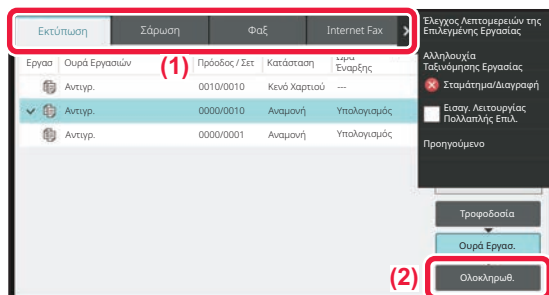 Εκτύπωση Σάρωση Φαξ Internet Fax
Εργασ Ουρά Εργασιών (1) Πρόοδος / Σετ Κατάσταση Ώρα
Έναρξης
Αντιγρ. 0010/0010 Κενό Χαρτιού ---
Αντιγρ. 0000/0010 Αναμονή Υπολογισμός
Αντιγρ. 0000/0001 Αναμονή Υπολογισμός
Έλεγχος Λεπτομερειών της
Επιλεγμένης Εργασίας
Αλληλουχία
Ταξινόμησης Εργασίας
Σταμάτημα/Διαγραφή
Εισαγ. Λειτουργίας
Πολλαπλής Επιλ.
Προηγούμενο
Τροφοδοσία
Ουρά Εργασ.
(2) Ολοκληρωθ.